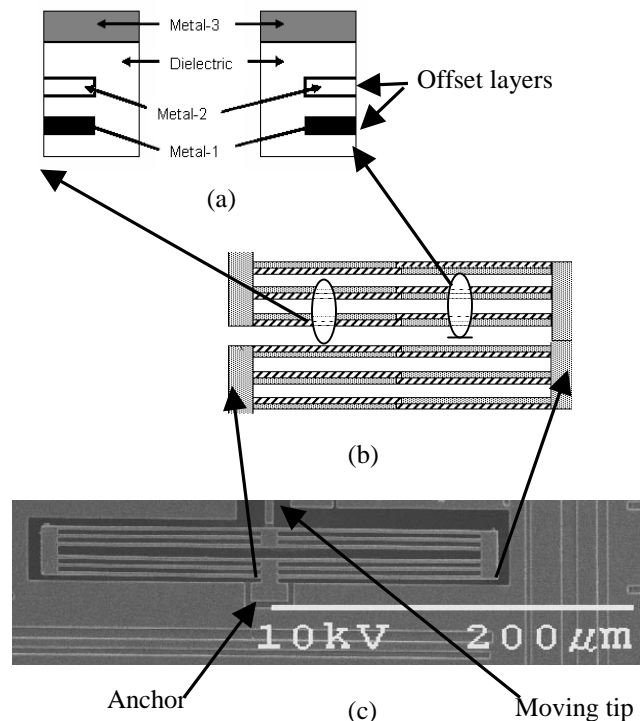 Metal-3
Dielectric
Offset layers
Metal-2
Metal-1
(a)
(b)
10kV 200μm
Anchor
(c)
Moving tip